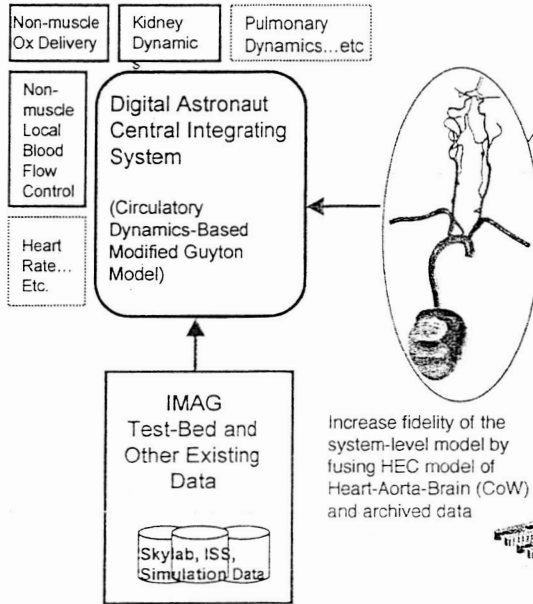 Non-muscle
Ox Delivery
Kidney
Dynamic
s
Pulmonary
Dynamics...etc
Non-
muscle
Local
Blood
Flow
Control
Heart
Rate...
Etc.
Digital Astronaut
Central Integrating
System
(Circulatory
Dynamics-Based
Modified Guyton
Model)
IMAG
Test-Bed and
Other Existing
Data
Skylab, ISS,
Simulation Data
Increase fidelity of the
system-level model by
fusing HEC model of
Heart-Aorta-Brain (CoW)
and archived data